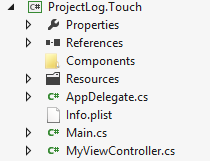 C# ProjectLog.Touch
Properties
References
Components
Resources
C# AppDelegate.cs
Info.plist
C# Main.cs
C# MyViewController.cs